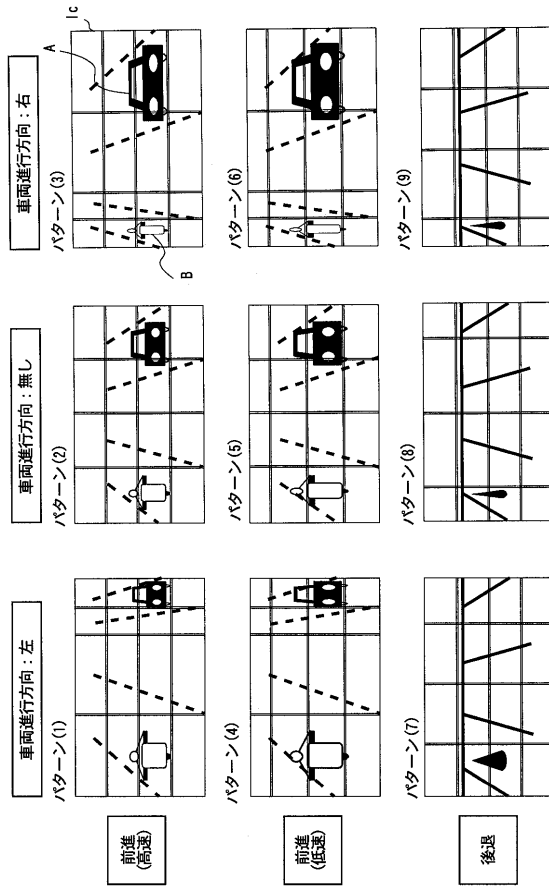 車両進行方向：左
車両進行方向：無し
車両進行方向：右
前進
(高速)
パターン(1)
パターン(2)
パターン(3)
A
1c
B
前進
(低速)
パターン(4)
パターン(5)
パターン(6)
後退
パターン(7)
パターン(8)
パターン(9)